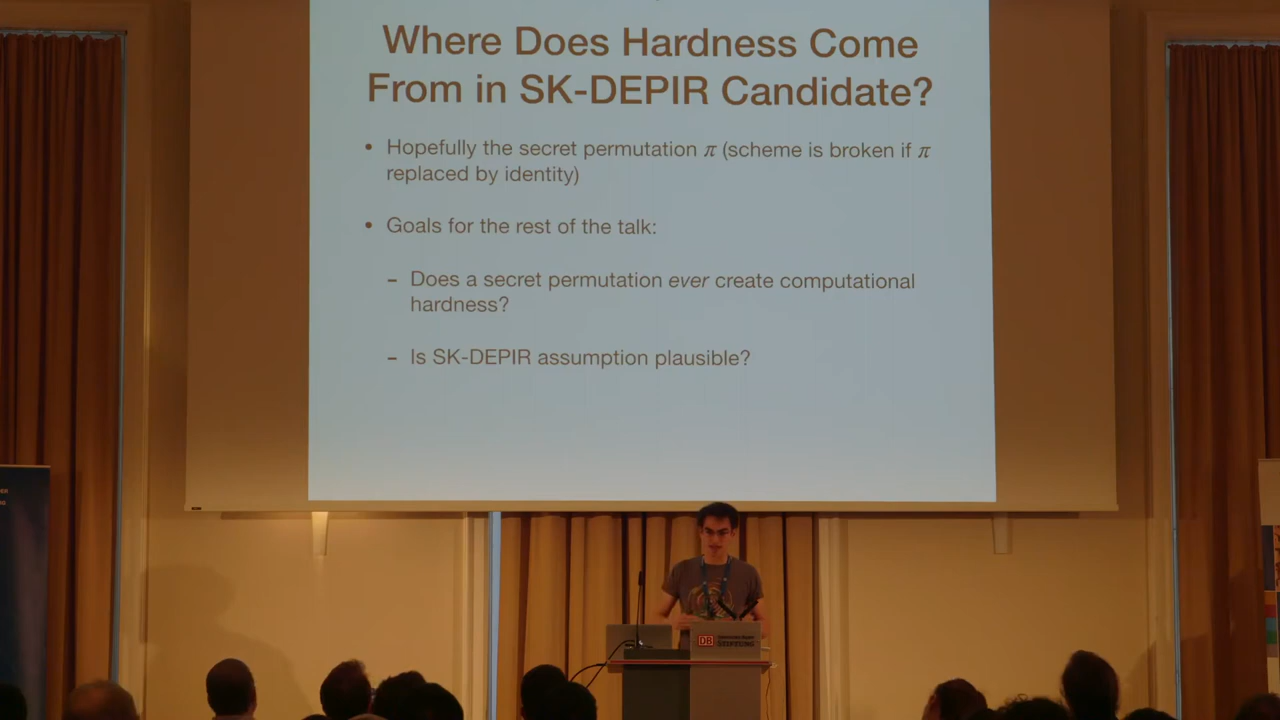 Where Does Hardness Come
From in SK-DEPIR Candidate?
• Hopefully the secret permutation π (scheme is broken if π
replaced by identity)
• Goals for the rest of the talk:
– Does a secret permutation ever create computational
hardness?
– Is SK-DEPIR assumption plausible?
DB